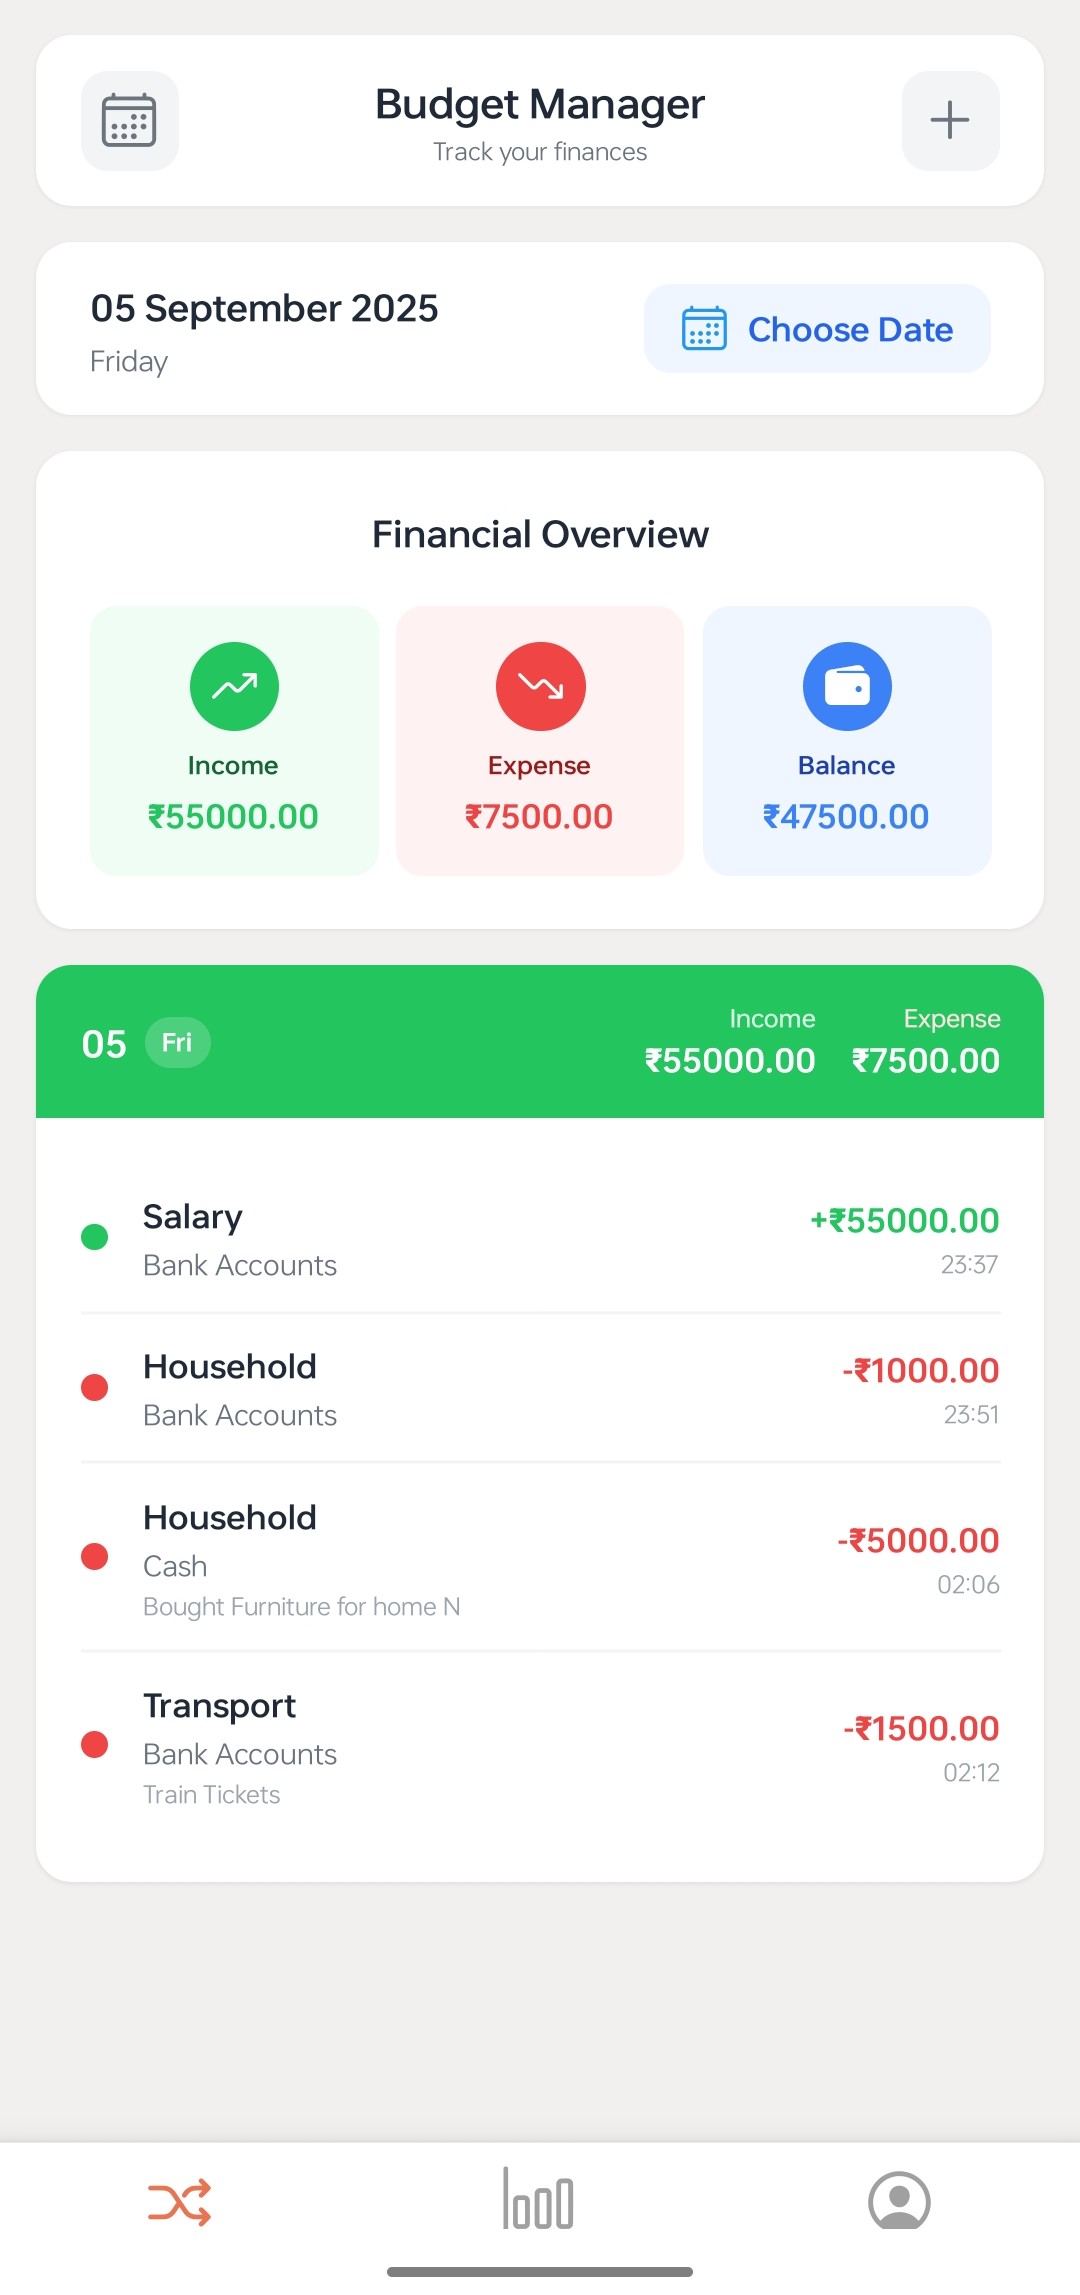 Budget Manager
Track your finances
05 September 2025
Friday
Choose Date
Financial Overview
Income
₹55000.00
Expense
₹7500.00
Balance
₹47500.00
05
Fri
Income
₹55000.00
Expense
₹7500.00
Salary
Bank Accounts
+₹55000.00
23:37
Household
Bank Accounts
-₹1000.00
23:51
Household
Cash
Bought Furniture for home N
-₹5000.00
02:06
Transport
Bank Accounts
Train Tickets
-₹1500.00
02:12